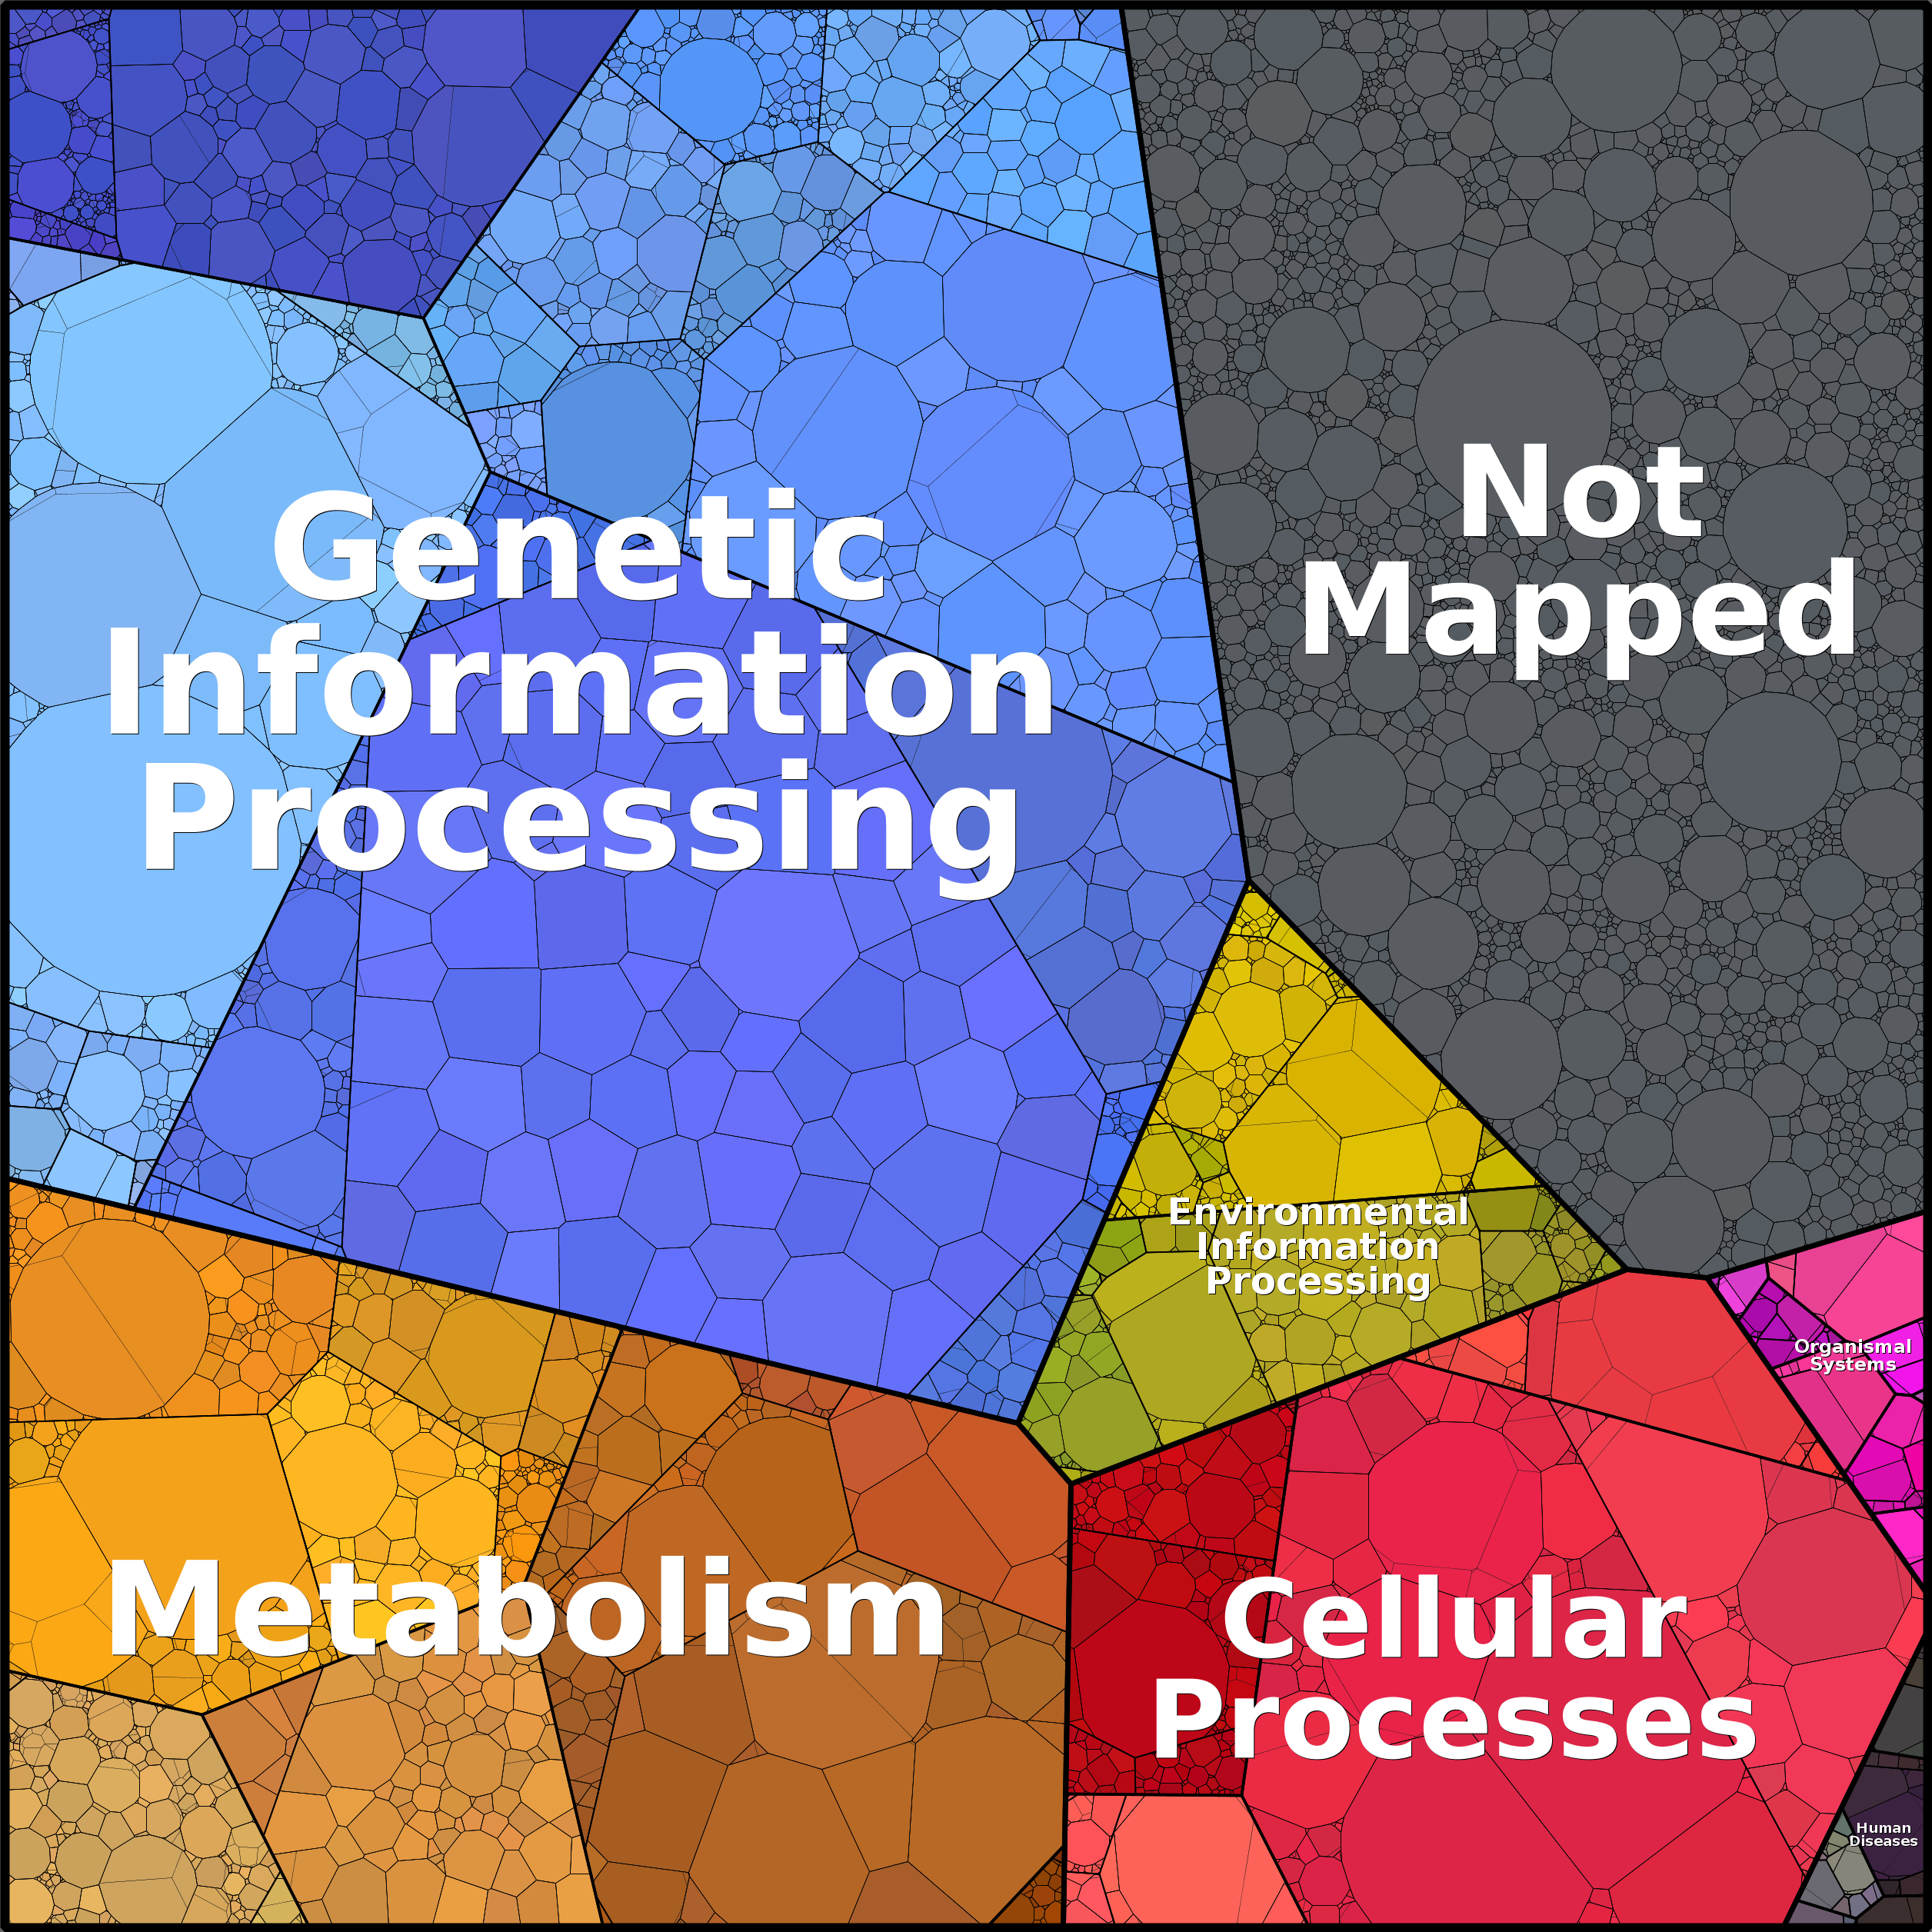 Genetic
Information
Processing
Not
Mapped
Environmental
Information
Processing
Organismal
Systems
Metabolism
Cellular
Processes
Human
Diseases